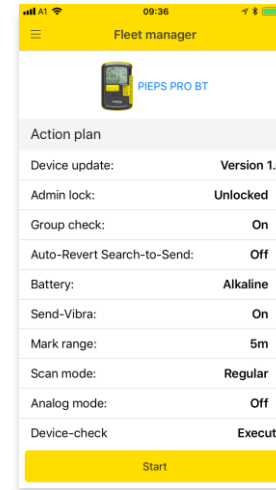 A1 09:36
Fleet manager
PIEPS PRO BT
Action plan
Device update: Version 1.
Admin lock: Unlocked
Group check: On
Auto-Revert Search-to-Send: Off
Battery: Alkaline
Send-Vibra: On
Mark range: 5m
Scan mode: Regular
Analog mode: Off
Device-check Execut
Start